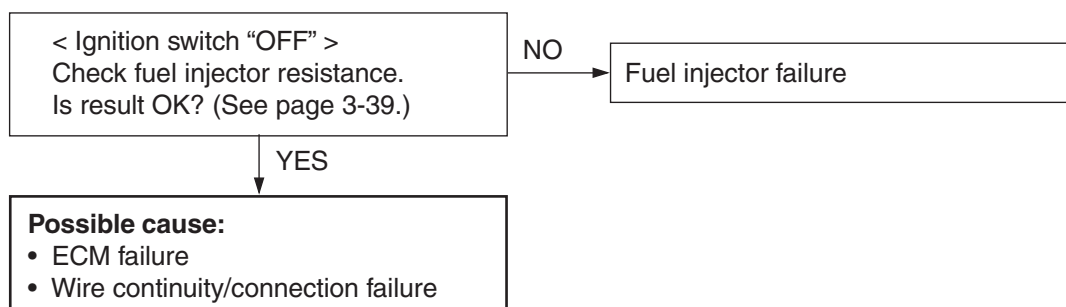 < Ignition switch “OFF” >
Check fuel injector resistance.
Is result OK? (See page 3-39.)
NO
Fuel injector failure
YES
Possible cause:
• ECM failure
• Wire continuity/connection failure